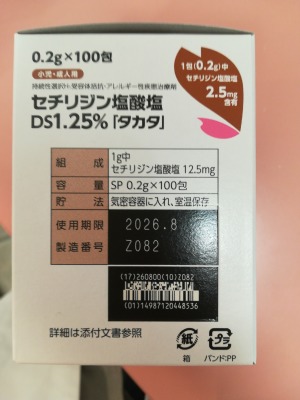 0.2g×100包
小児・成人用
持続性選択H1受容体拮抗・アレルギー性疾患治療剤
セチリジン塩酸塩
DS1.25%「タカタ」
1包(0.2g)中
セチリジン塩酸塩
2.5mg
含有
組成 1g中
セチリジン塩酸塩 12.5mg
容量 SP 0.2g×100包
貯法 気密容器に入れ、室温保存
使用期限 2026.8
製造番号 Z082
(17)260800(10)Z082
(01)14987120448536
詳細は添付文書参照
紙 プラ
箱 バンド:PP